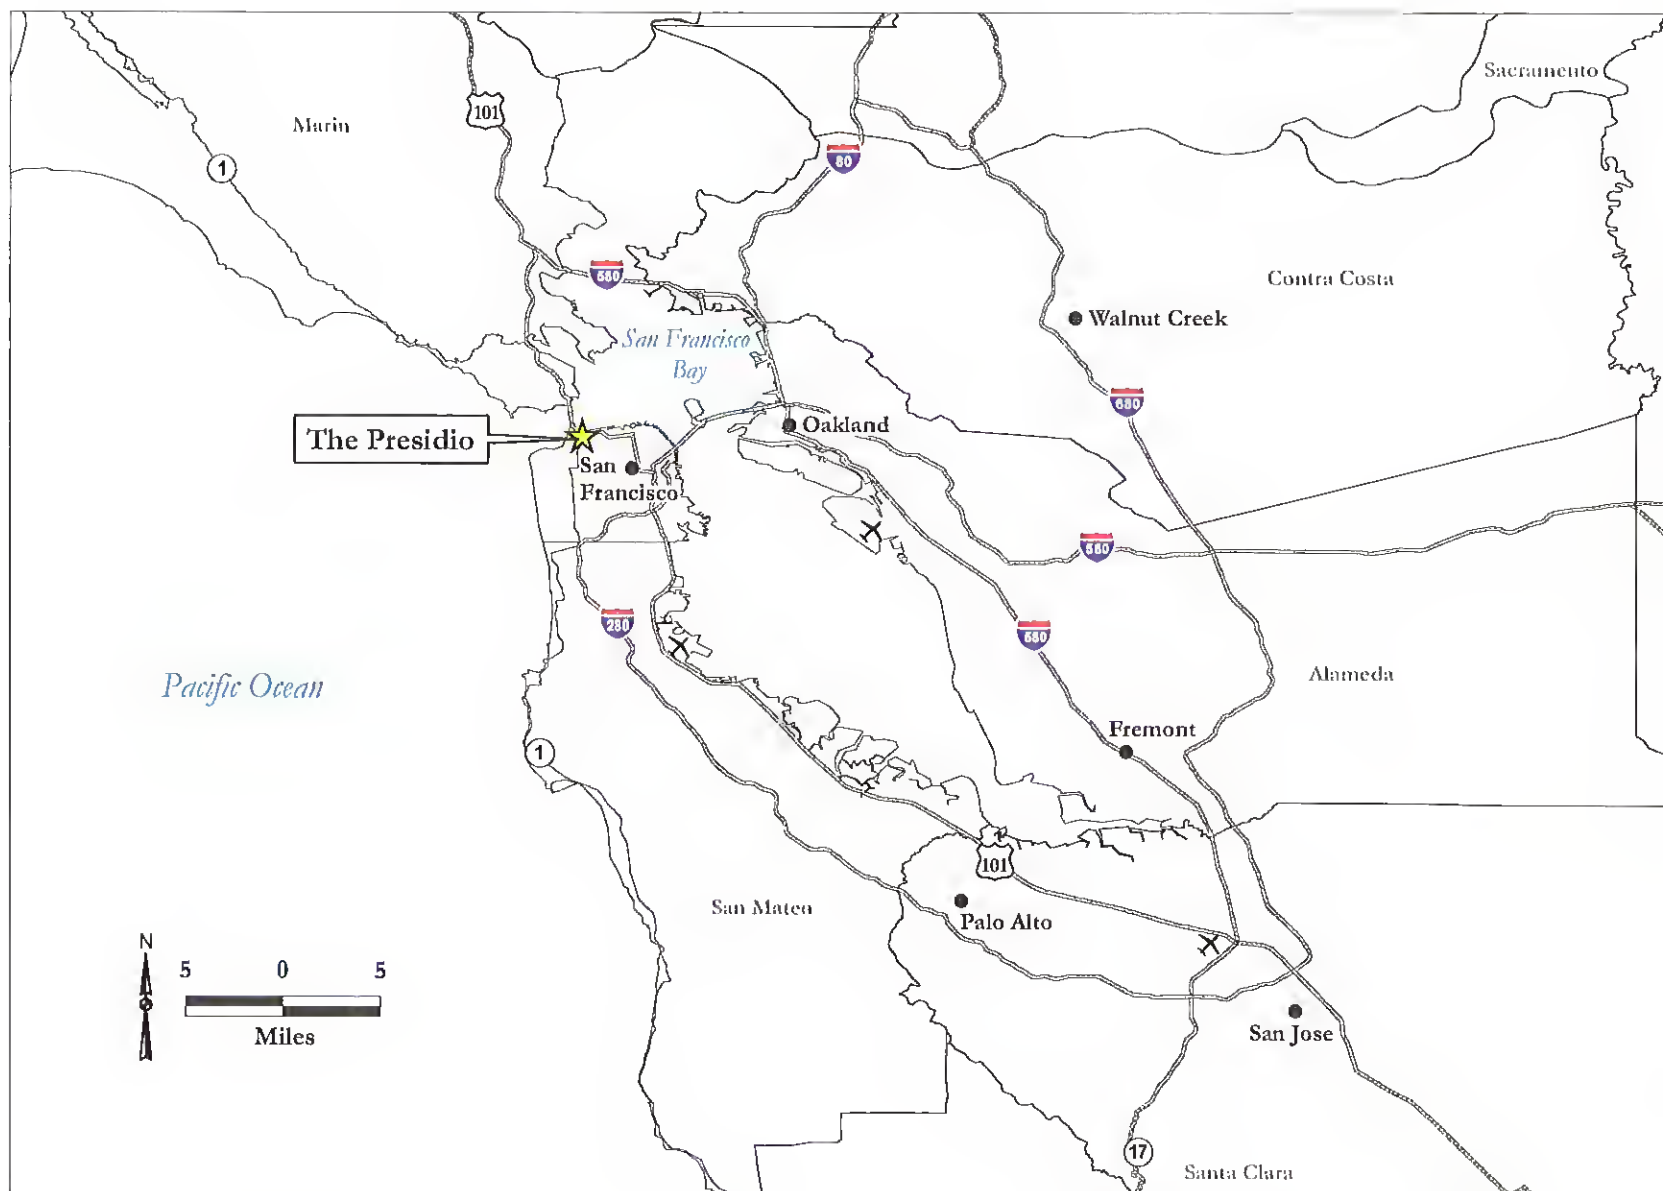 Sacramento
101
Marin
80
1
580
Contra Costa
Walnut Creek
San Francisco
Bay
680
The Presidio
Oakland
San
Francisco
580
280
880
Pacific Ocean
Alameda
Fremont
1
101
San Mateo
Palo Alto
N
5 0 5
Miles
San Jose
17
Santa Clara